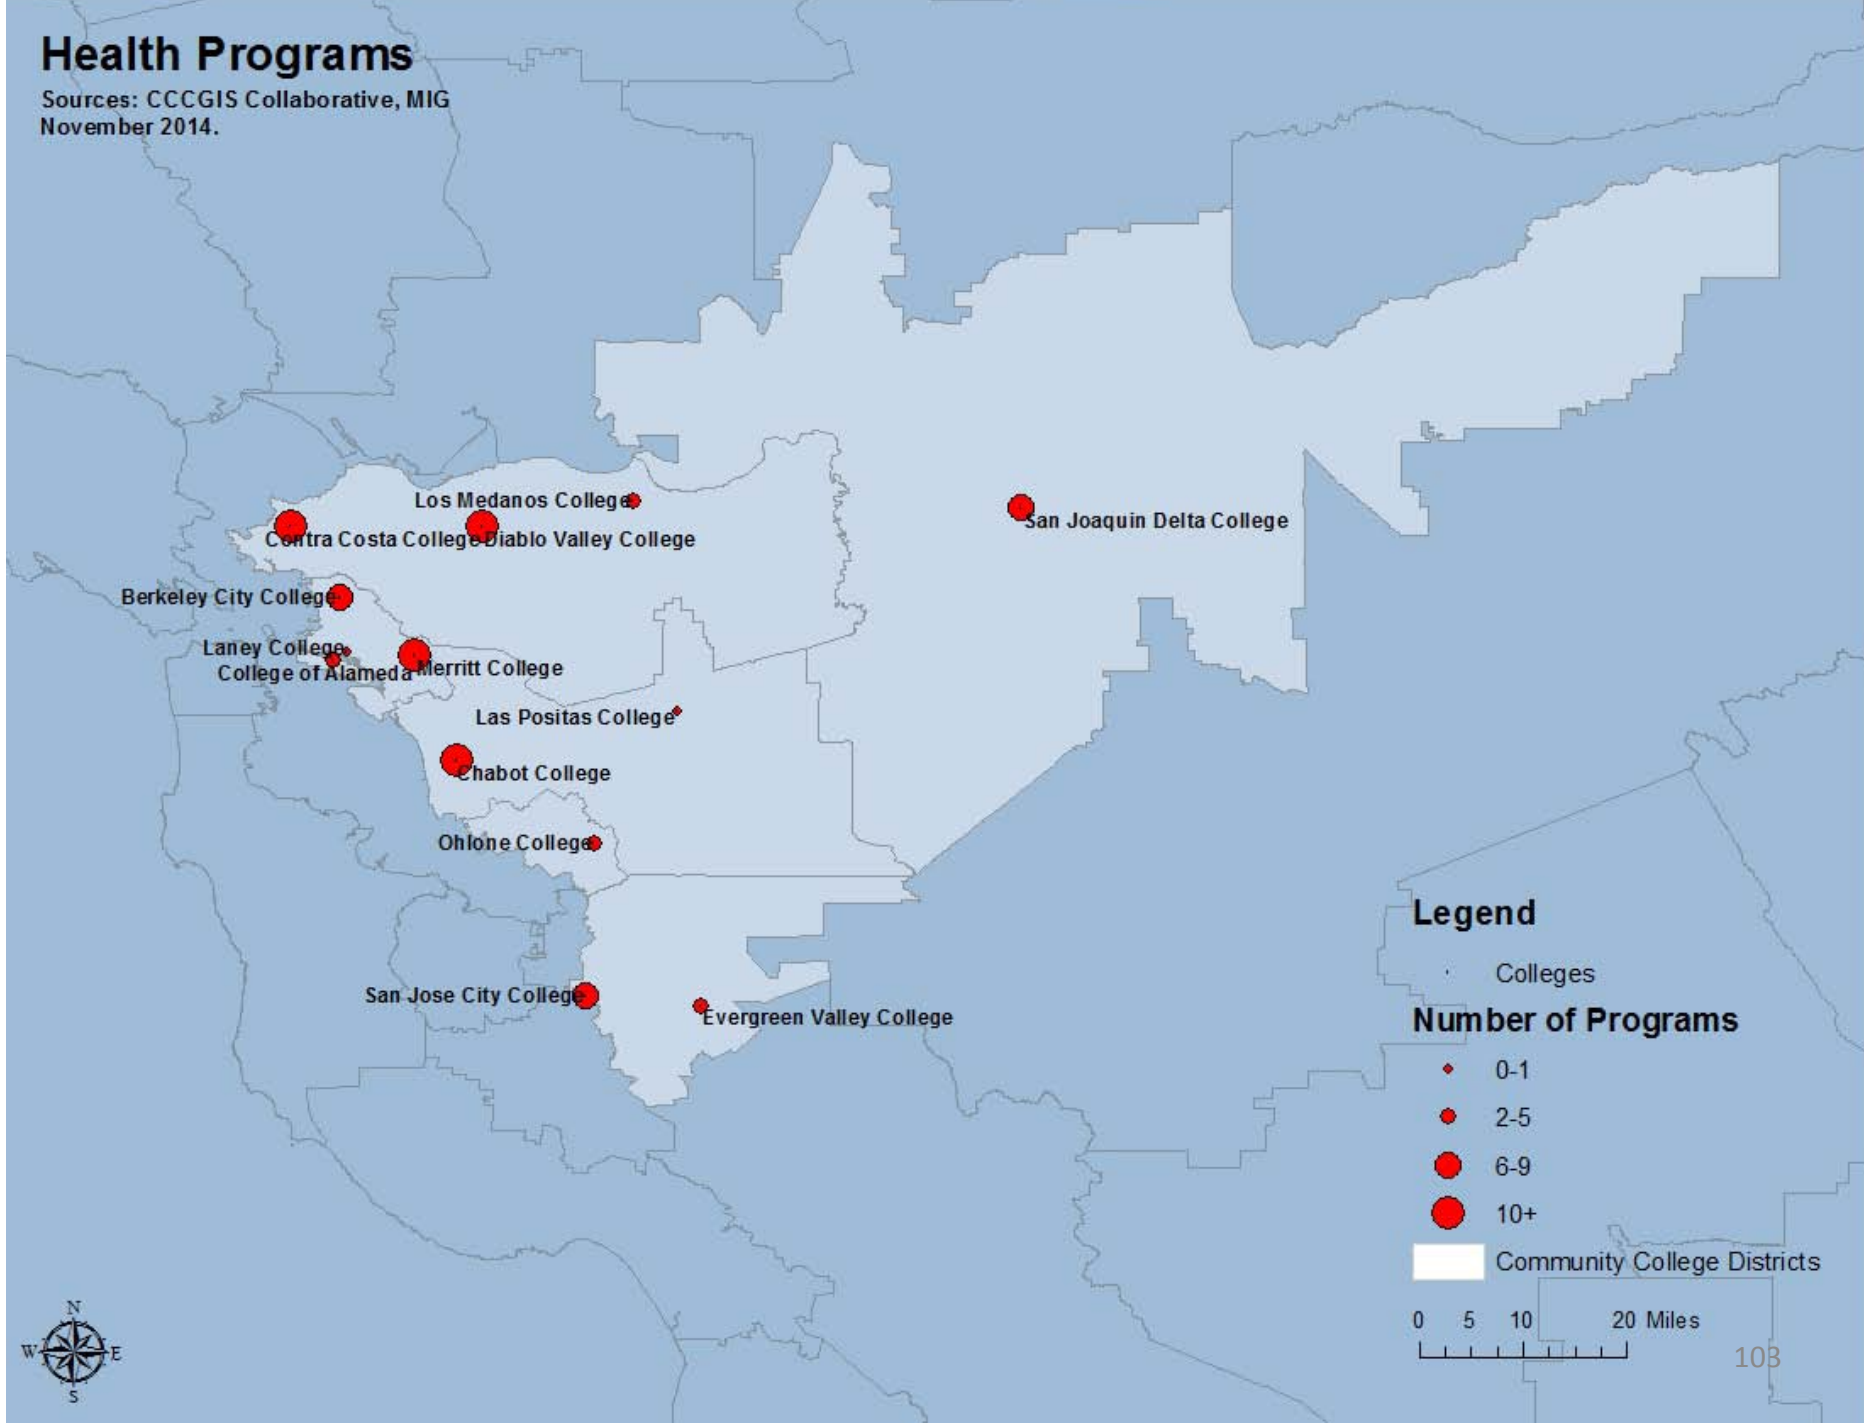 Health Programs
Sources: CCCGIS Collaborative, MIG
November 2014.
Los Medanos College
Contra Costa College
Diablo Valley College
San Joaquin Delta College
Berkeley City College
Laney College
College of Alameda
Merritt College
Las Positas College
Chabot College
Ohlone College
San Jose City College
Evergreen Valley College
Legend
Colleges
Number of Programs
0-1
2-5
6-9
10+
Community College Districts
0 5 10 20 Miles
103
N
W E
S